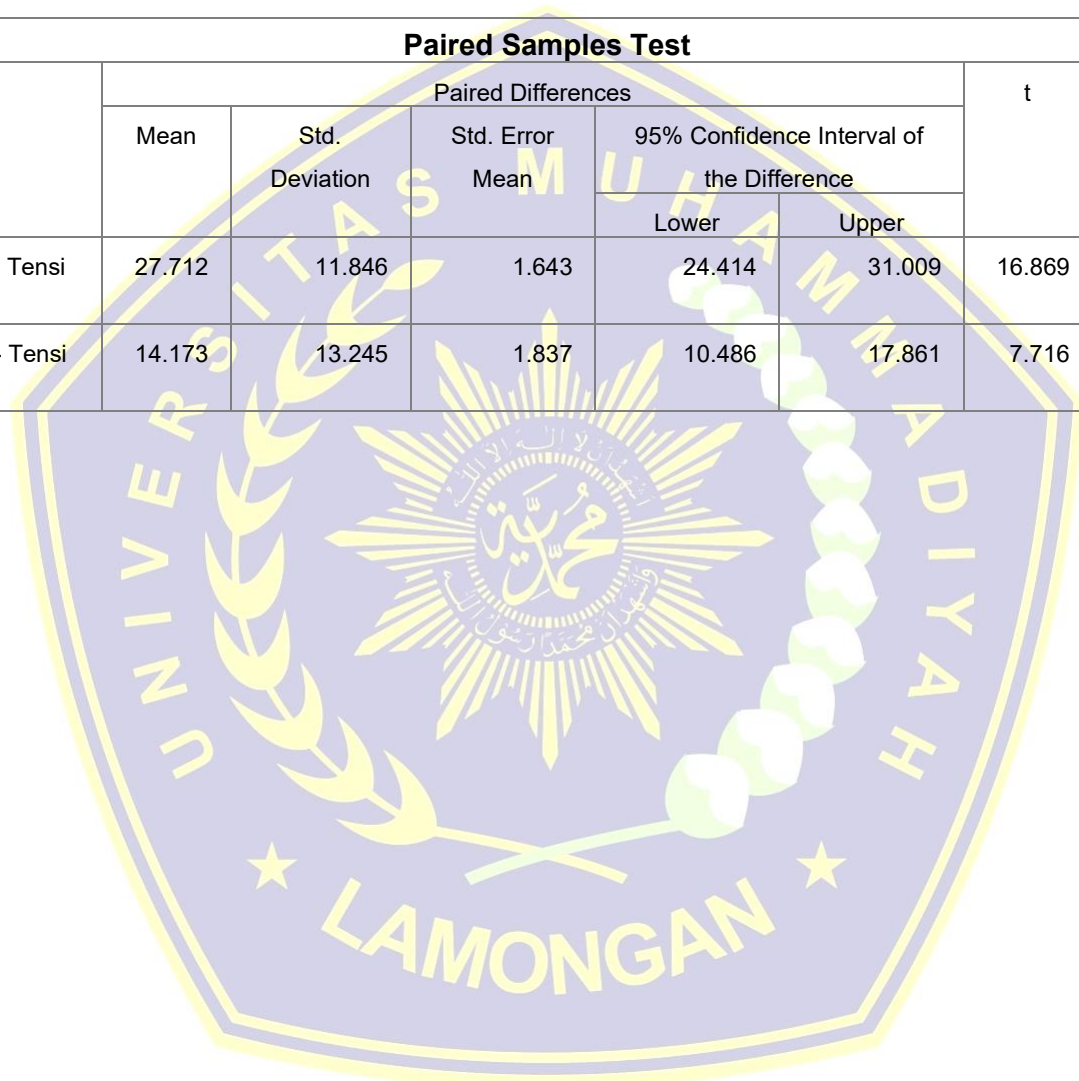 Paired Samples Test
Paired Differences t
Mean Std. Deviation Std. Error Mean 95% Confidence Interval of the Difference
Lower Upper
Tensi 27.712 11.846 1.643 24.414 31.009 16.869
- Tensi 14.173 13.245 1.837 10.486 17.861 7.716
UNIVERSITAS MUHAMMADIYAH
محمدية
LAMONGAN